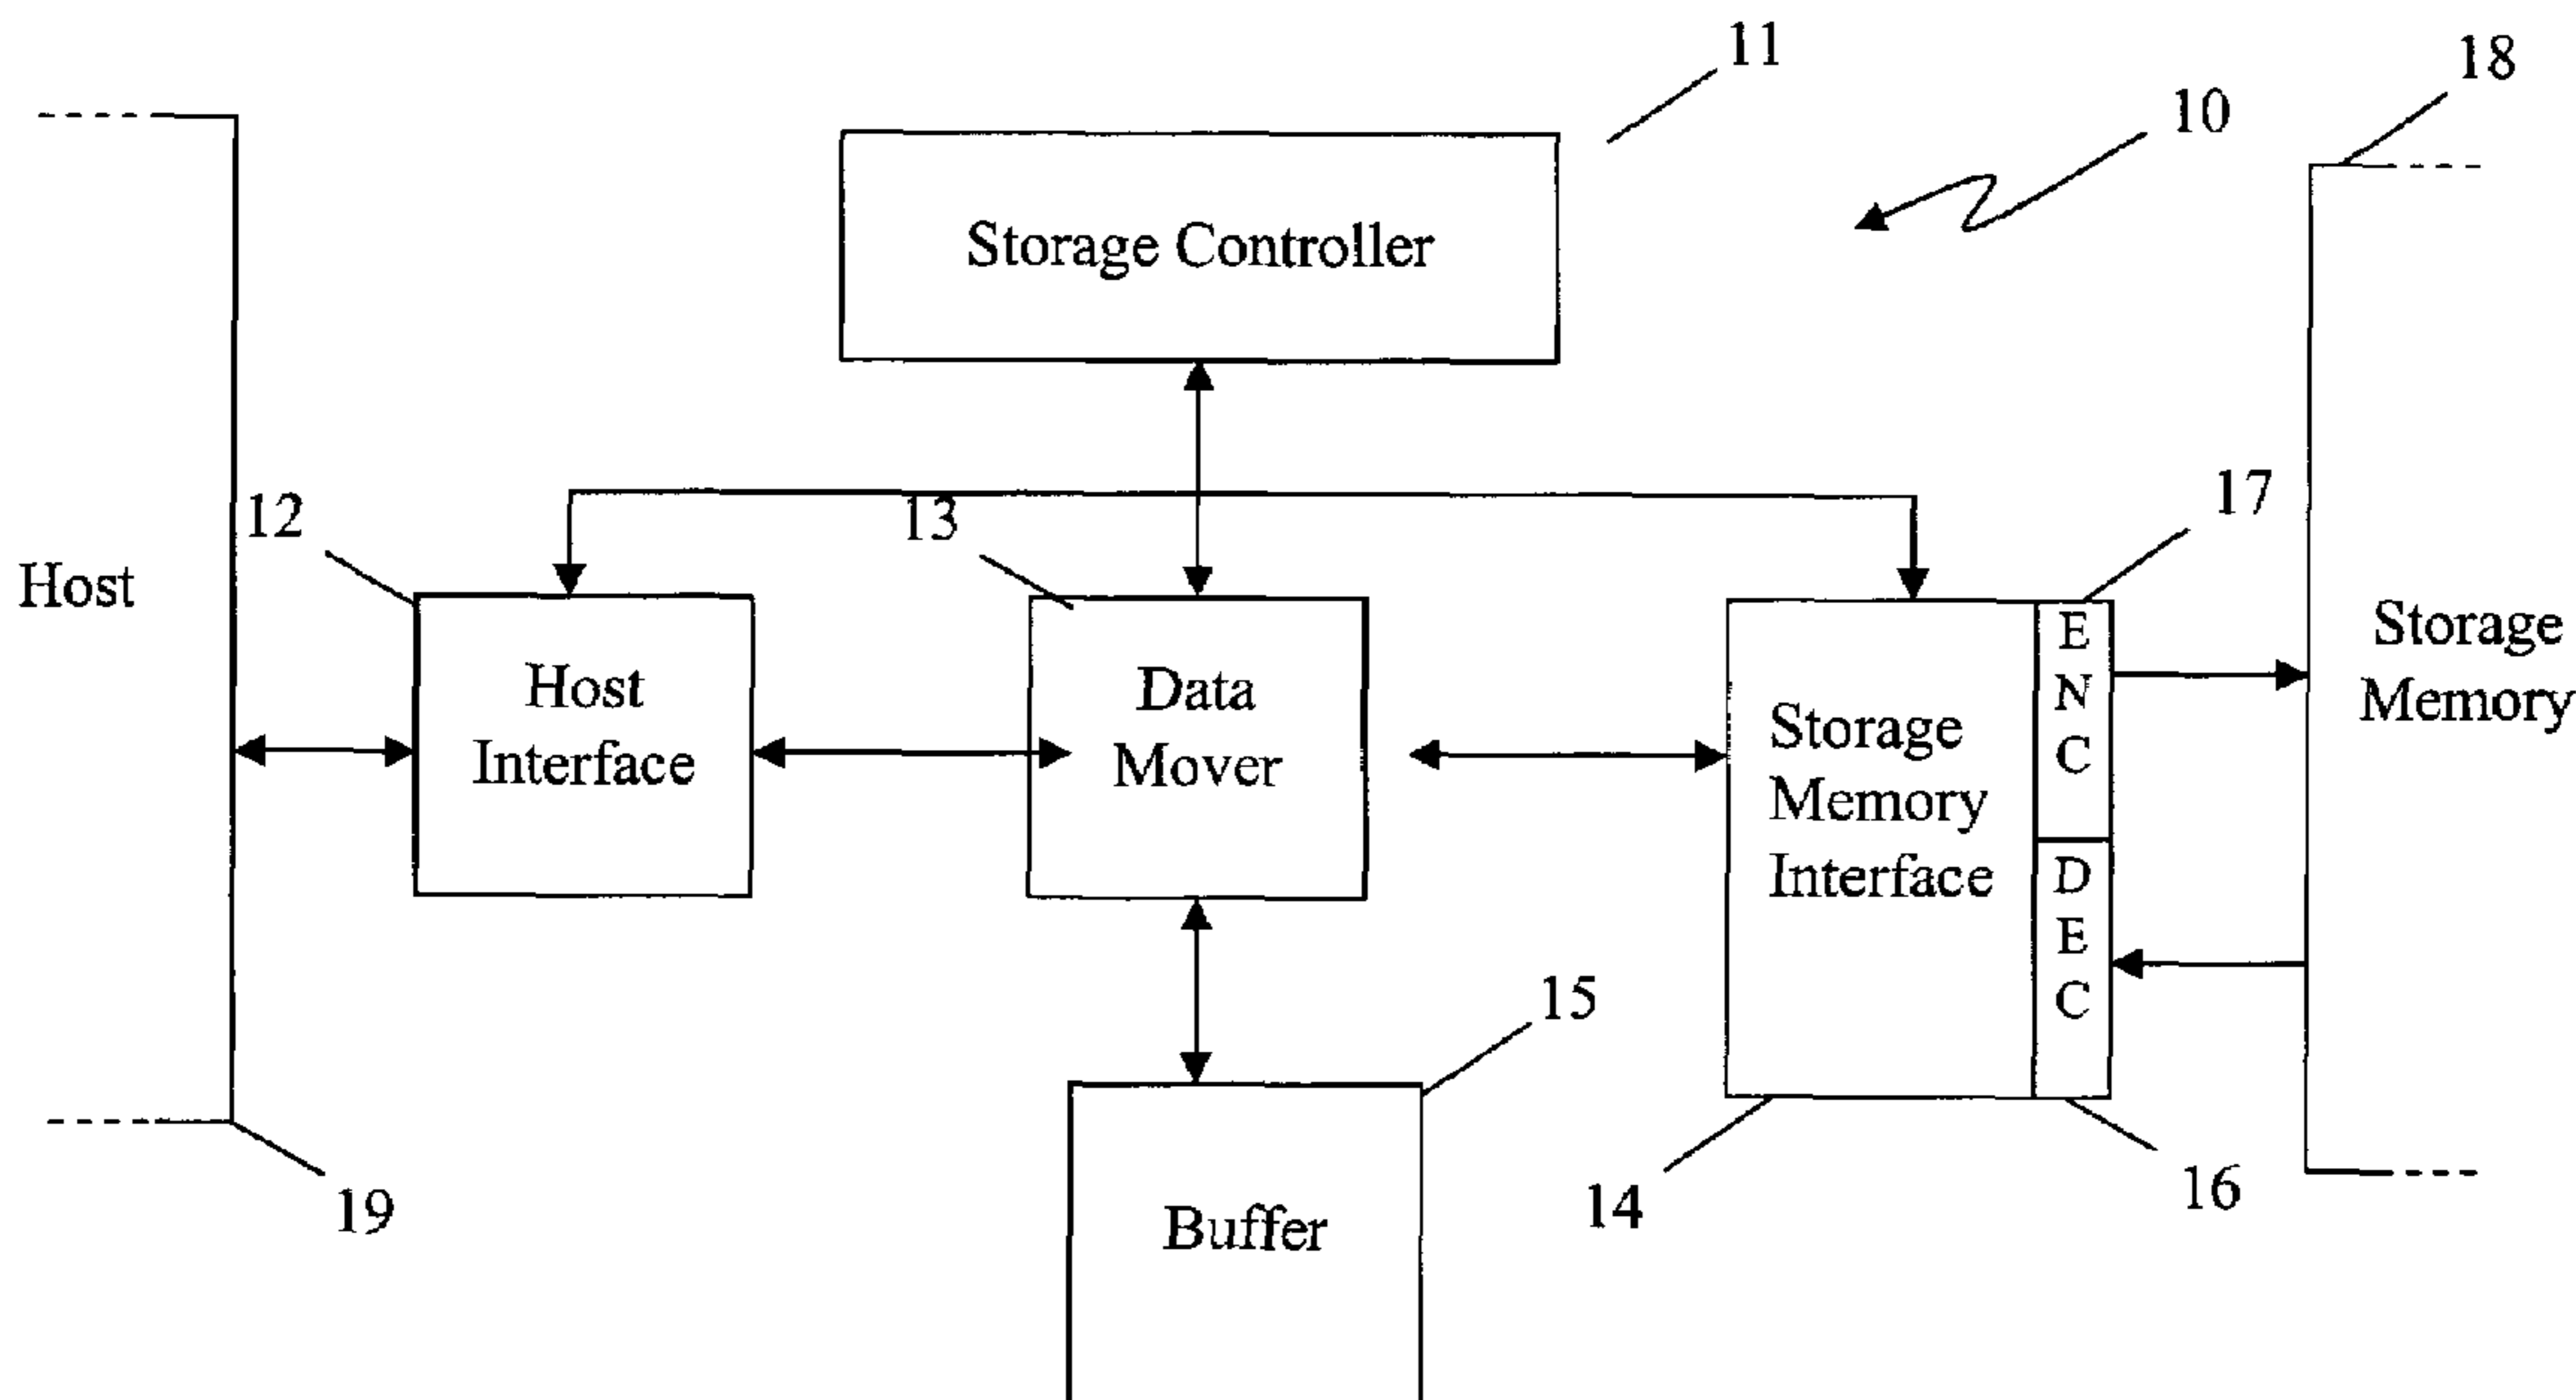 11
18
10
Storage Controller
17
12
13
Host
E
N
C
Storage
Memory
Host
Interface
Data
Mover
Storage
Memory
Interface
D
E
C
15
14
16
19
Buffer